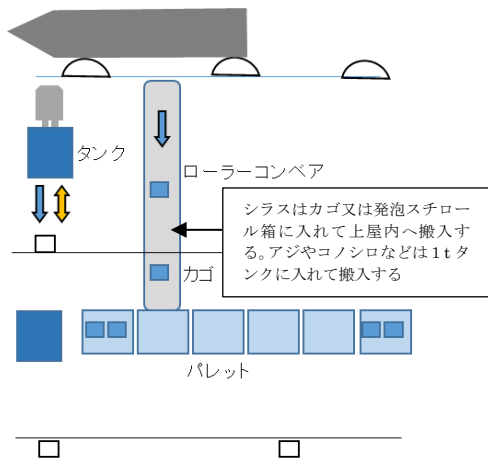 タンク
ローラーコンベア
シラスはカゴ又は発泡スチロー
ル箱に入れて上屋内へ搬入す
る。アジやコノシロなどは１ｔタ
ンクに入れて搬入する
カゴ
パレット